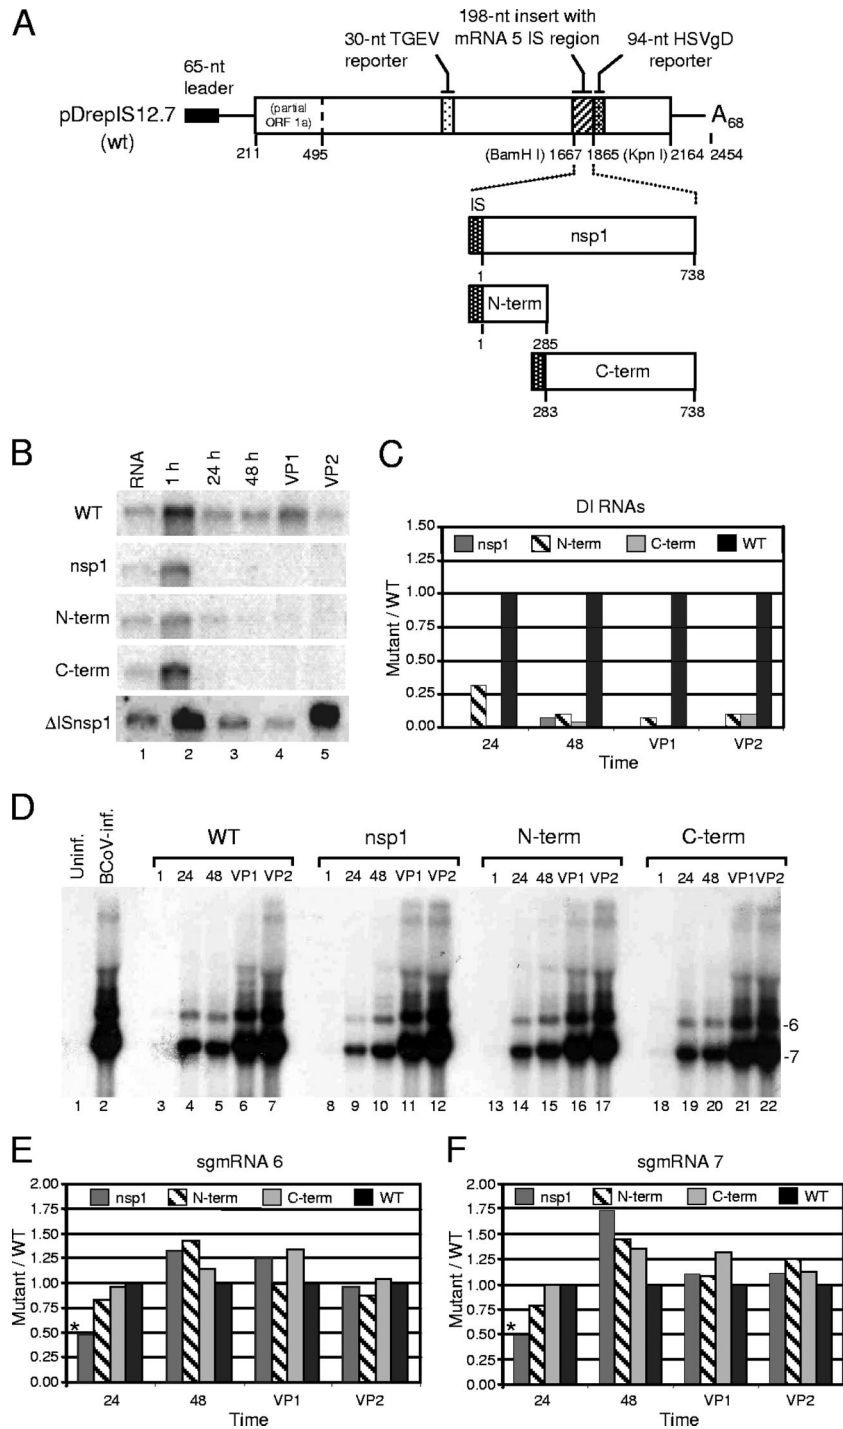 A
198-nt insert with
30-nt TGEV mRNA 5 IS region 94-nt HSVgD
reporter reporter
65-nt
leader
pDrepIS12.7
(wt)
(partial
ORF 1a)
A68
211 495 (BamH I) 1667 1865 (Kpn I) 2164 2454
IS
nsp1
1 738
N-term
1 285
C-term
283 738
B
RNA 1 h 24 h 48 h VP1 VP2
WT
nsp1
N-term
C-term
ΔISnsp1
1 2 3 4 5
C
DI RNAs
nsp1 N-term C-term WT
Mutant / WT
1.50
1.25
1.00
0.75
0.50
0.25
0.00
24 48 VP1 VP2
Time
D
Uninf. BCoV-inf.
WT nsp1 N-term C-term
1 24 48 VP1 VP2 1 24 48 VP1 VP2 1 24 48 VP1 VP2 1 24 48 VP1 VP2
-6
-7
1 2 3 4 5 6 7 8 9 10 11 12 13 14 15 16 17 18 19 20 21 22
E
sgmRNA 6
nsp1 N-term C-term WT
Mutant / WT
2.00
1.75
1.50
1.25
1.00
0.75
0.50
0.25
0.00
*
24 48 VP1 VP2
Time
F
sgmRNA 7
nsp1 N-term C-term WT
Mutant / WT
2.00
1.75
1.50
1.25
1.00
0.75
0.50
0.25
0.00
*
24 48 VP1 VP2
Time